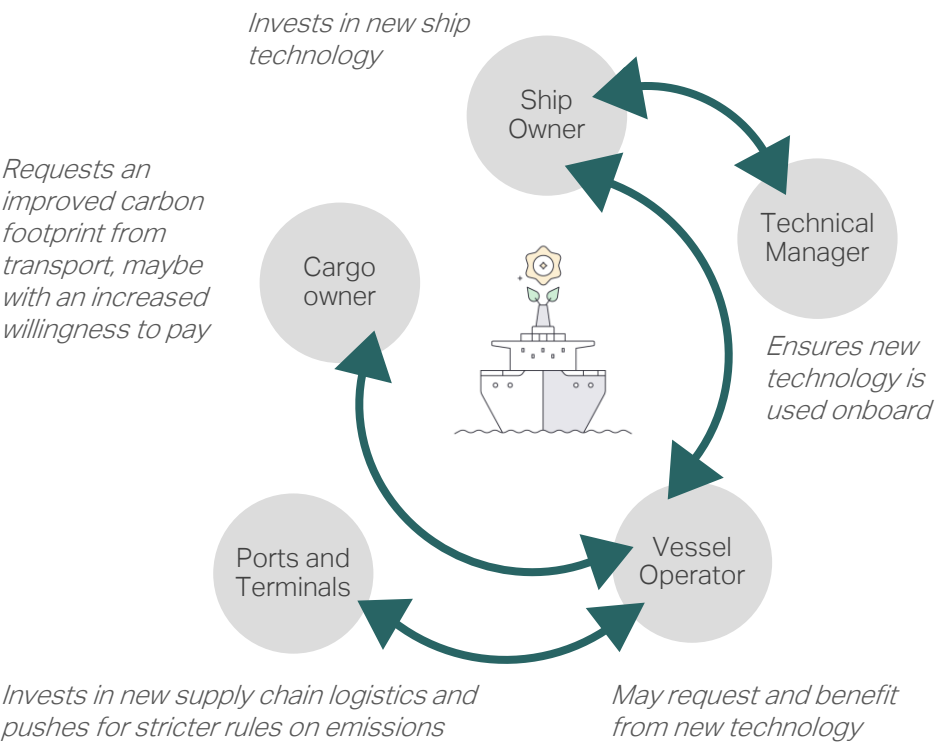 Invests in new ship
technology
Ship
Owner
Requests an
improved carbon
footprint from
transport, maybe
with an increased
willingness to pay
Technical
Manager
Cargo
owner
Ensures new
technology is
used onboard
Ports and
Terminals
Vessel
Operator
Invests in new supply chain logistics and
pushes for stricter rules on emissions
May request and benefit
from new technology